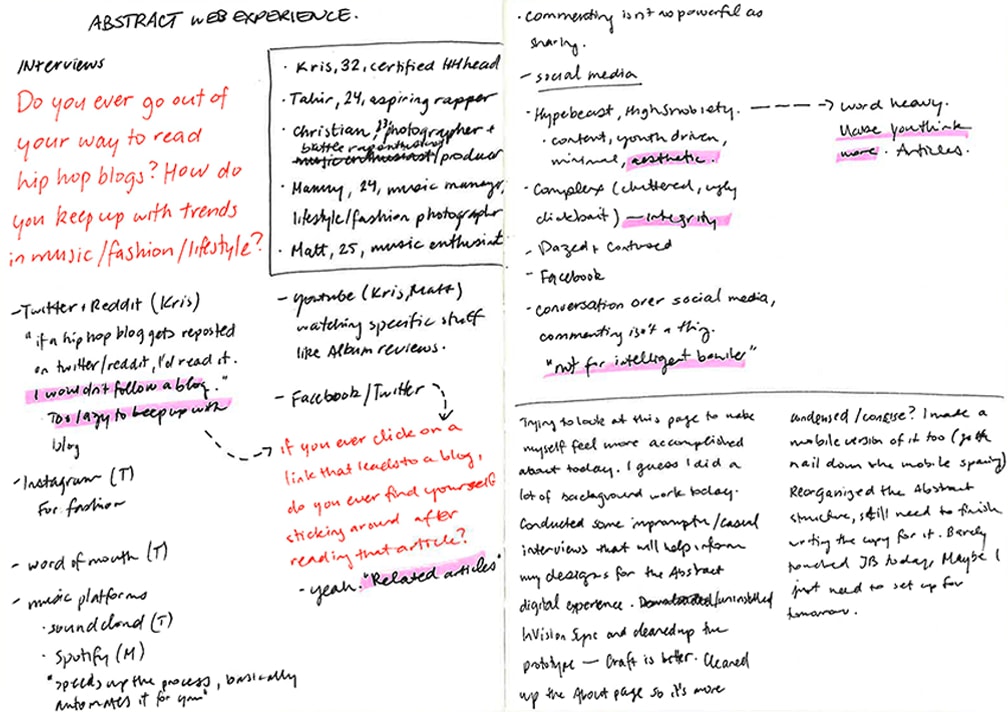 ABSTRACT WEB EXPERIENCE.
INterviews
Do you ever go out of
your way to read
hip hop blogs? How do
you keep up with trends
in music/fashion/lifestyle?
· Kris, 32, certified HH head
· Tahir, 24, aspiring rapper
· Christian, 23, photographer +
battle rap enthusiast
music enthusiast/producer
· Manny, 24, music manager,
lifestyle/fashion photographer
· Matt, 25, music enthusiast
- Twitter + Reddit (Kris)
"if a hip hop blog gets reposted
on twitter/reddit, I'd read it.
I wouldn't follow a blog."
· Too lazy to keep up with
blog
- Instagram (T)
For fashion
- word of mouth (T)
- music platforms
· soundcloud (T)
· Spotify (M)
"speeds up the process, basically
automates it for you"
- youtube (Kris, Matt)
watching specific stuff
like Album reviews.
- Facebook/Twitter
if you ever click on a
link that leads to a blog,
do you ever find yourself
sticking around after
reading that article?
- yeah. "Related articles"
· commenting isn't as powerful as
sharing.
- social media
· Hypebeast, Highsnobiety. → word heavy.
· content, youth driven,
minimal, aesthetic.
Make you think
more. Articles.
· Complex (cluttered, ugly
clickbait) - integrity
- Dazed + Confused
- Facebook
- conversation over social media,
commenting isn't a thing.
"not for intelligent banter"
Trying to look at this page to make
myself feel more accomplished
about today. I guess I did a
lot of background work today.
Conducted some impromptu/casual
interviews that will help inform
my designs for the Abstract
digital experience. Downloaded/uninstalled
InVision Sync and cleaned up the
prototype — Craft is better. Cleaned
up the About page so it's more
condensed/concise? I made a
mobile version of it too (gotta
nail down the mobile spacing)
Reorganized the Abstract
structure, still need to finish
writing the copy for it. Barely
touched JB today, Maybe I
just need to set up for
tomorrow.